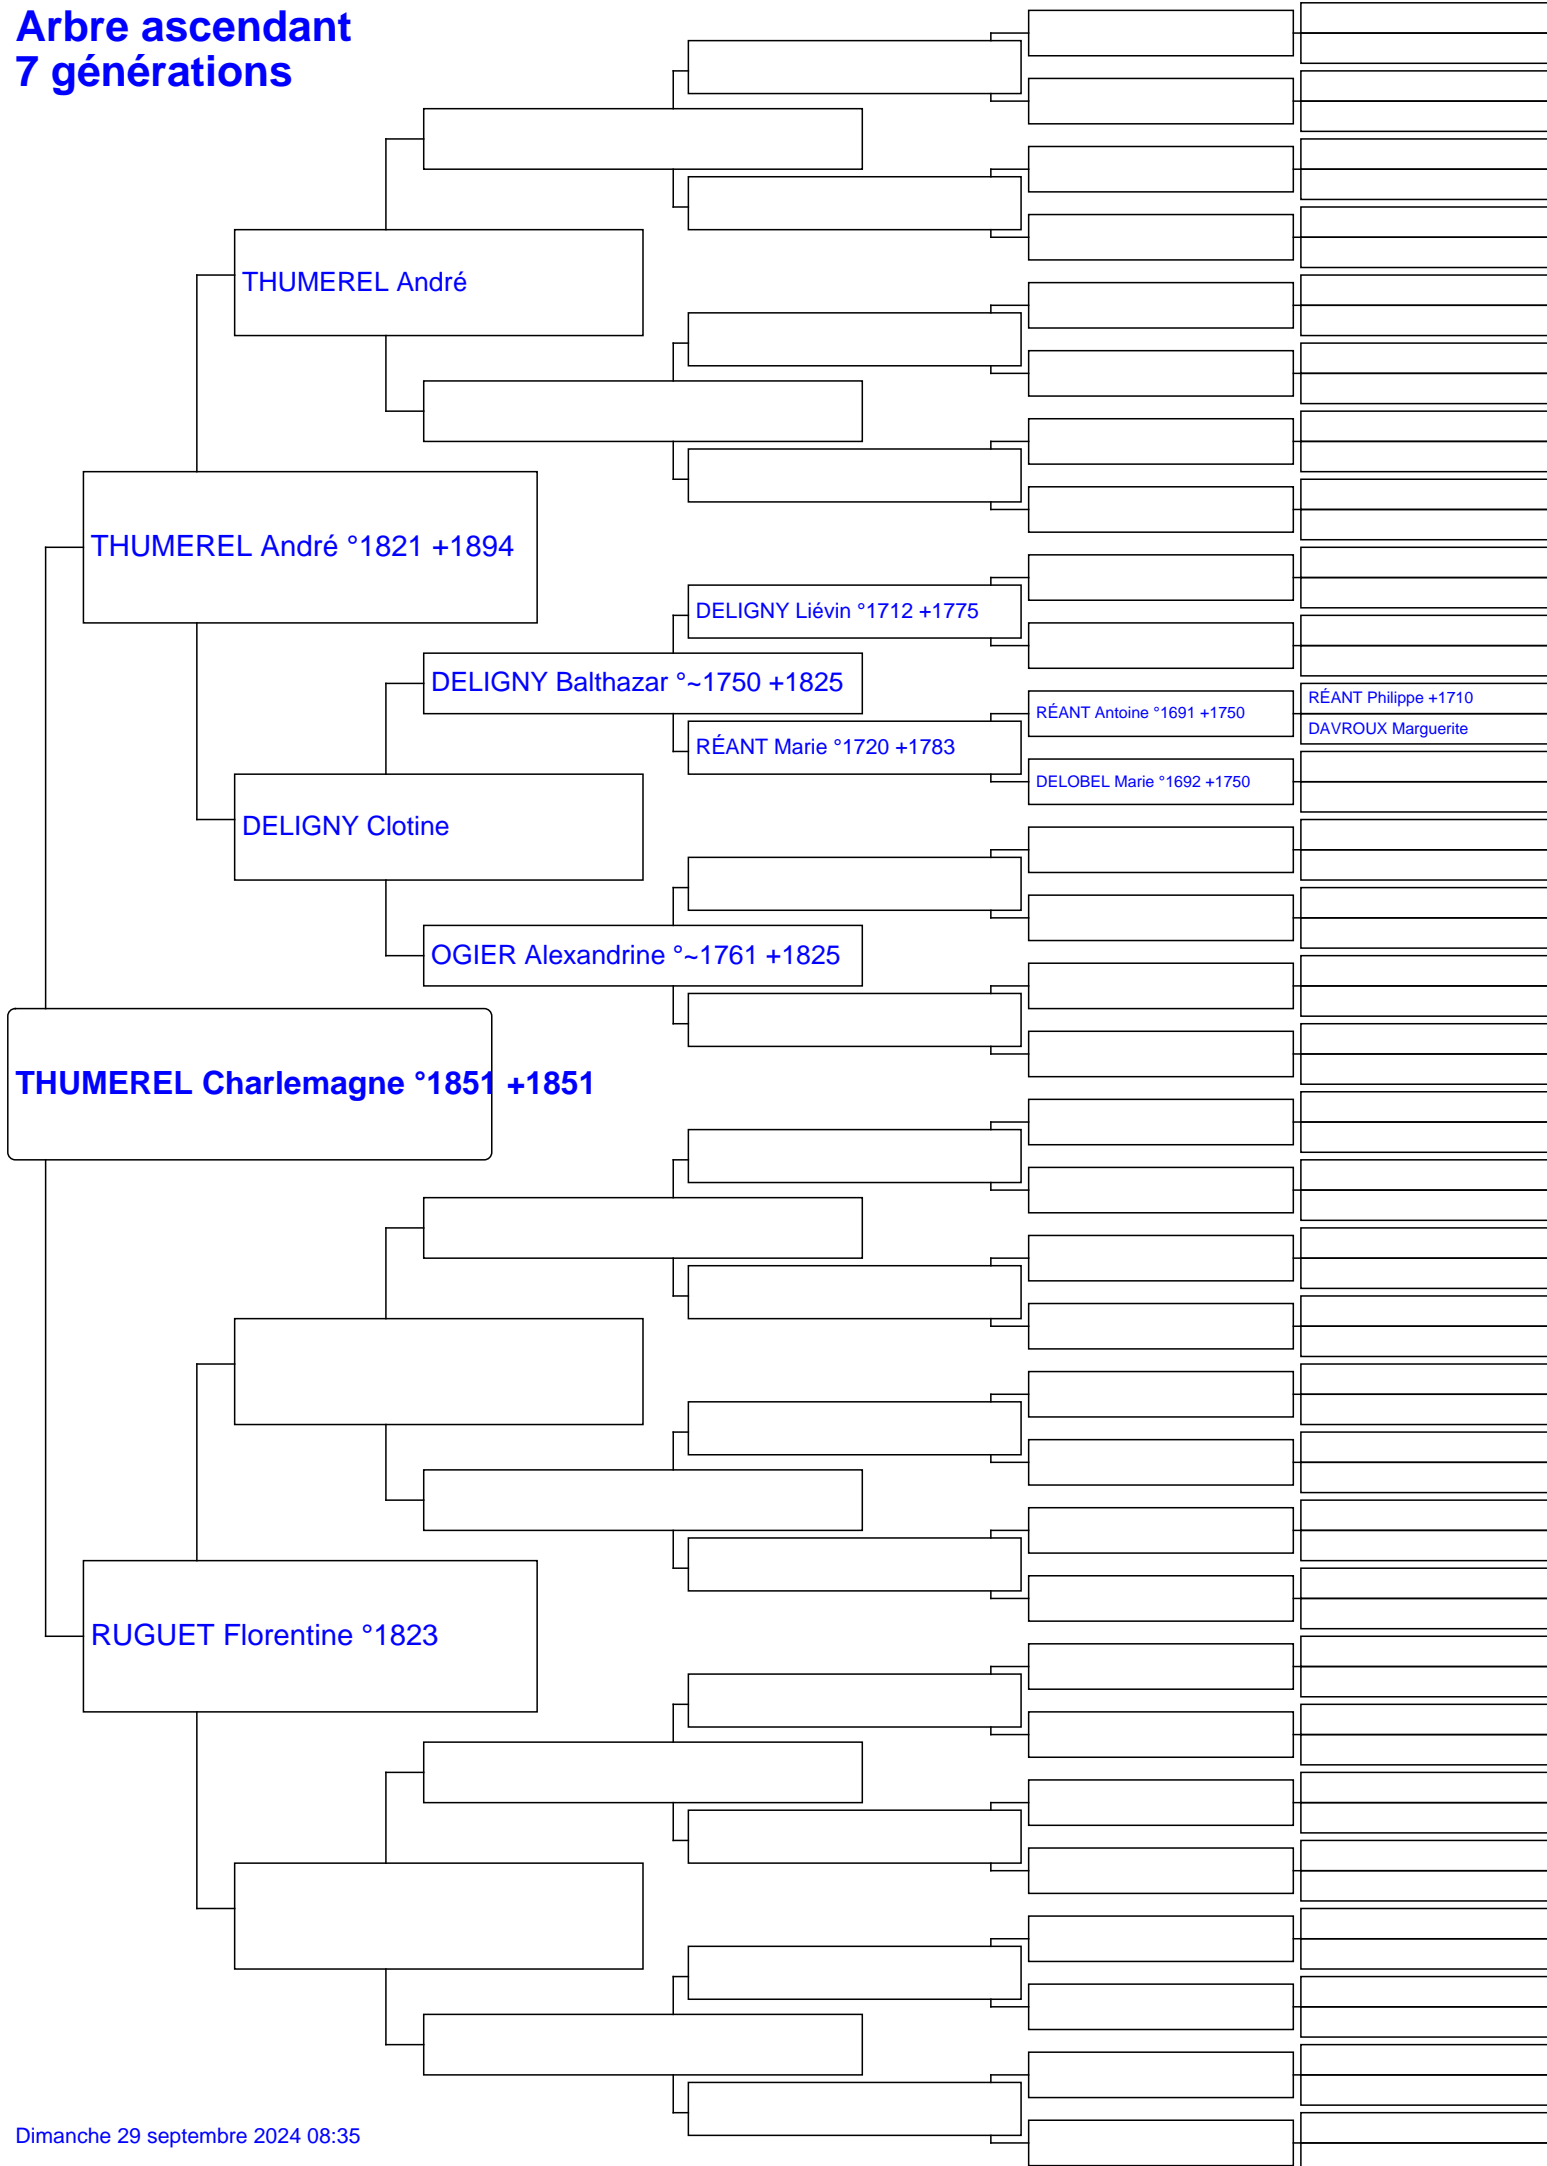 Arbre ascendant
7 générations
THUMEREL André
THUMEREL André °1821 +1894
DELIGNY Liévin °1712 +1775
DELIGNY Balthazar °~1750 +1825
RÉANT Philippe +1710
RÉANT Antoine °1691 +1750
DAVROUX Marguerite
RÉANT Marie °1720 +1783
DELOBEL Marie °1692 +1750
DELIGNY Clotine
OGIER Alexandrine °~1761 +1825
THUMEREL Charlemagne °1851 +1851
RUGUET Florentine °1823
Dimanche 29 septembre 2024 08:35